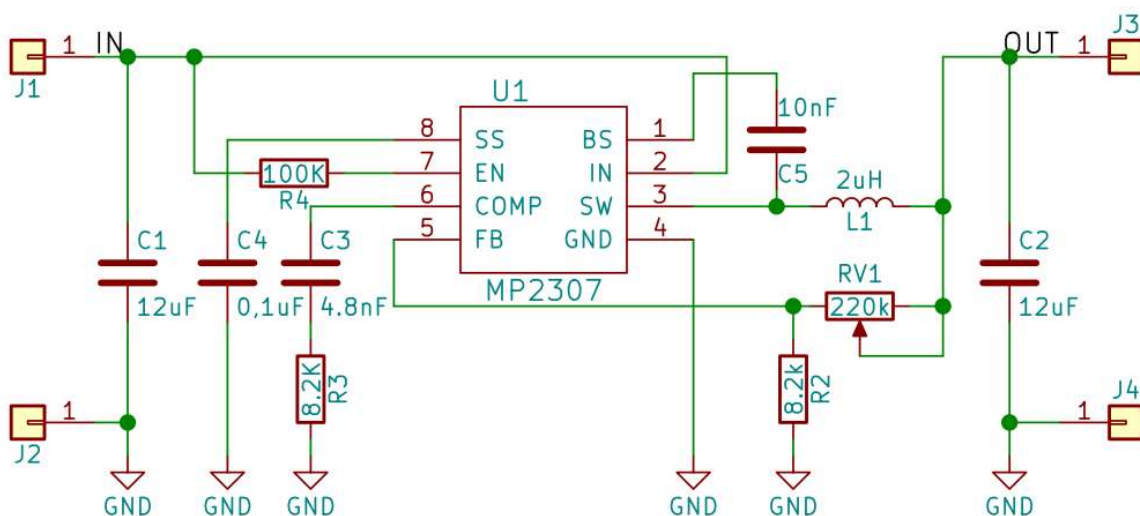 1 IN
J1
OUT 1 J3
U1
10nF
8 SS BS 1
7 EN IN 2
100K
R4
C5
6 COMP SW 3
2uH
L1
5 FB GND 4
MP2307
C1
12uF
C4
0,1uF
C3
4.8nF
RV1
220k
C2
12uF
8.2K R3
8.2k R2
1
J2
1 J4
GND GND GND GND GND GND